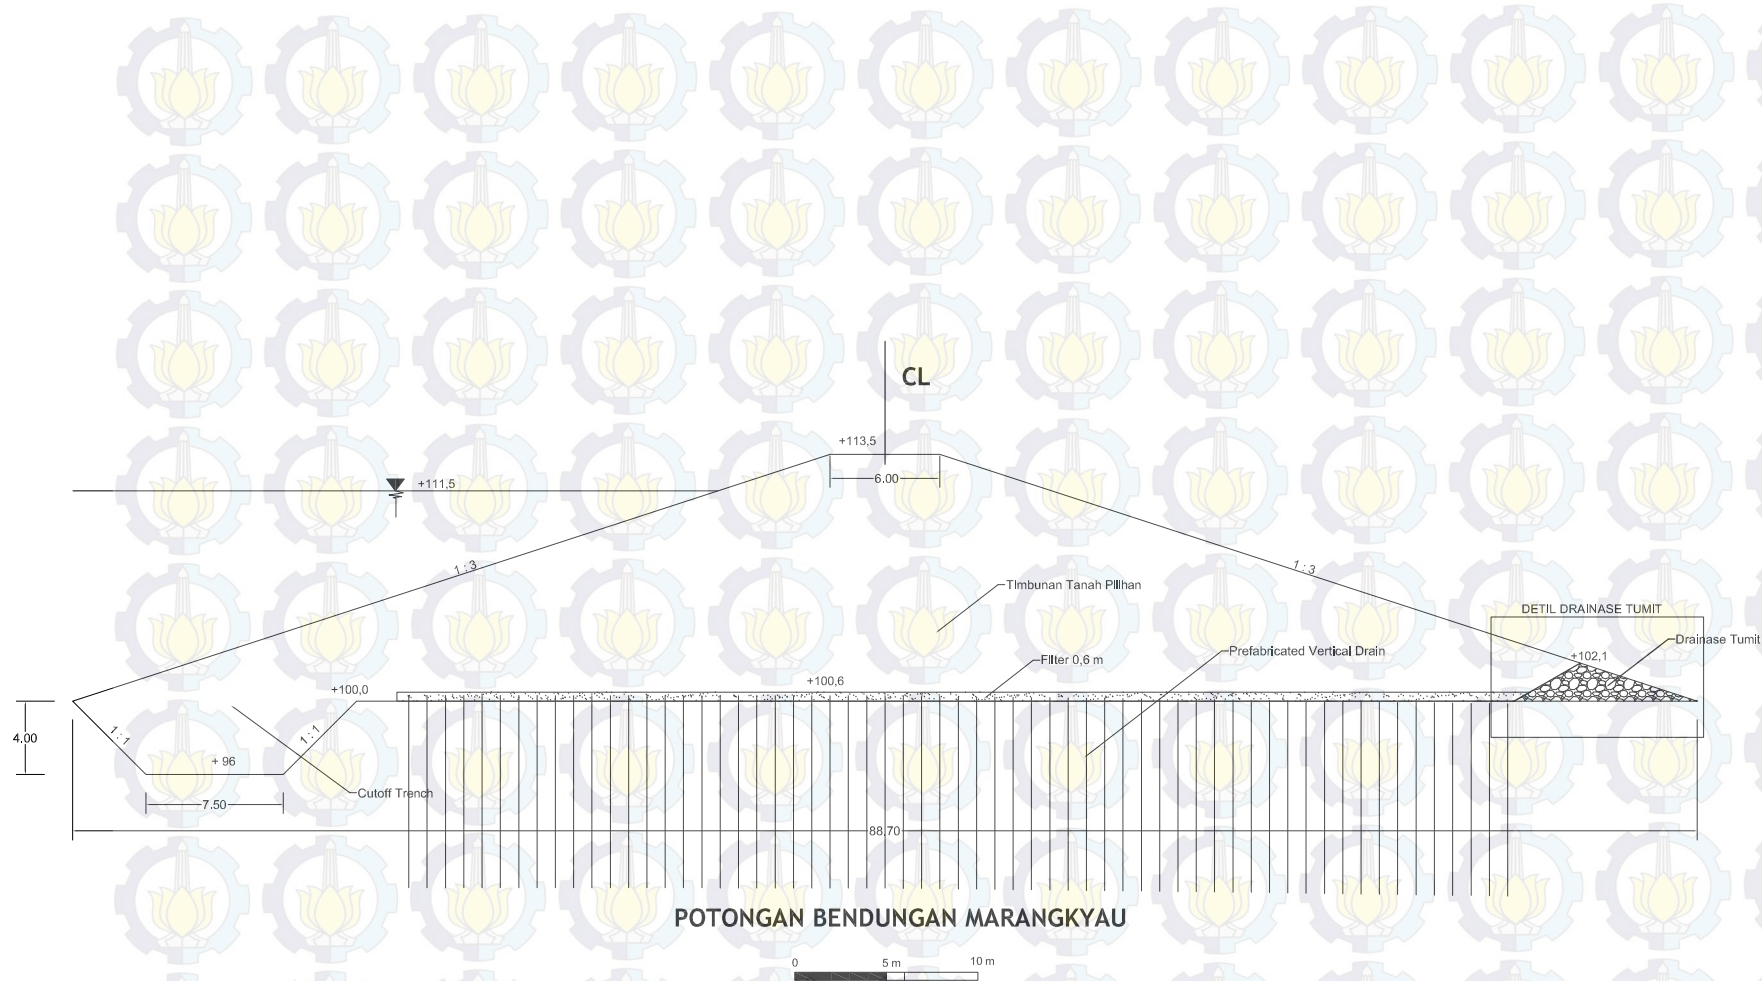 CL
+113,5
6.00
+111,5
1 : 3
1 : 3
Timbunan Tanah Pilihan
DETIL DRAINASE TUMIT
Drainase Tumit
Prefabricated Vertical Drain
+102,1
Filter 0,6 m
+100,6
+100,0
4.00
1 : 1
1 : 1
+ 96
Cutoff Trench
7.50
88,70
POTONGAN BENDUNGAN MARANGKYAU
0 5 m 10 m